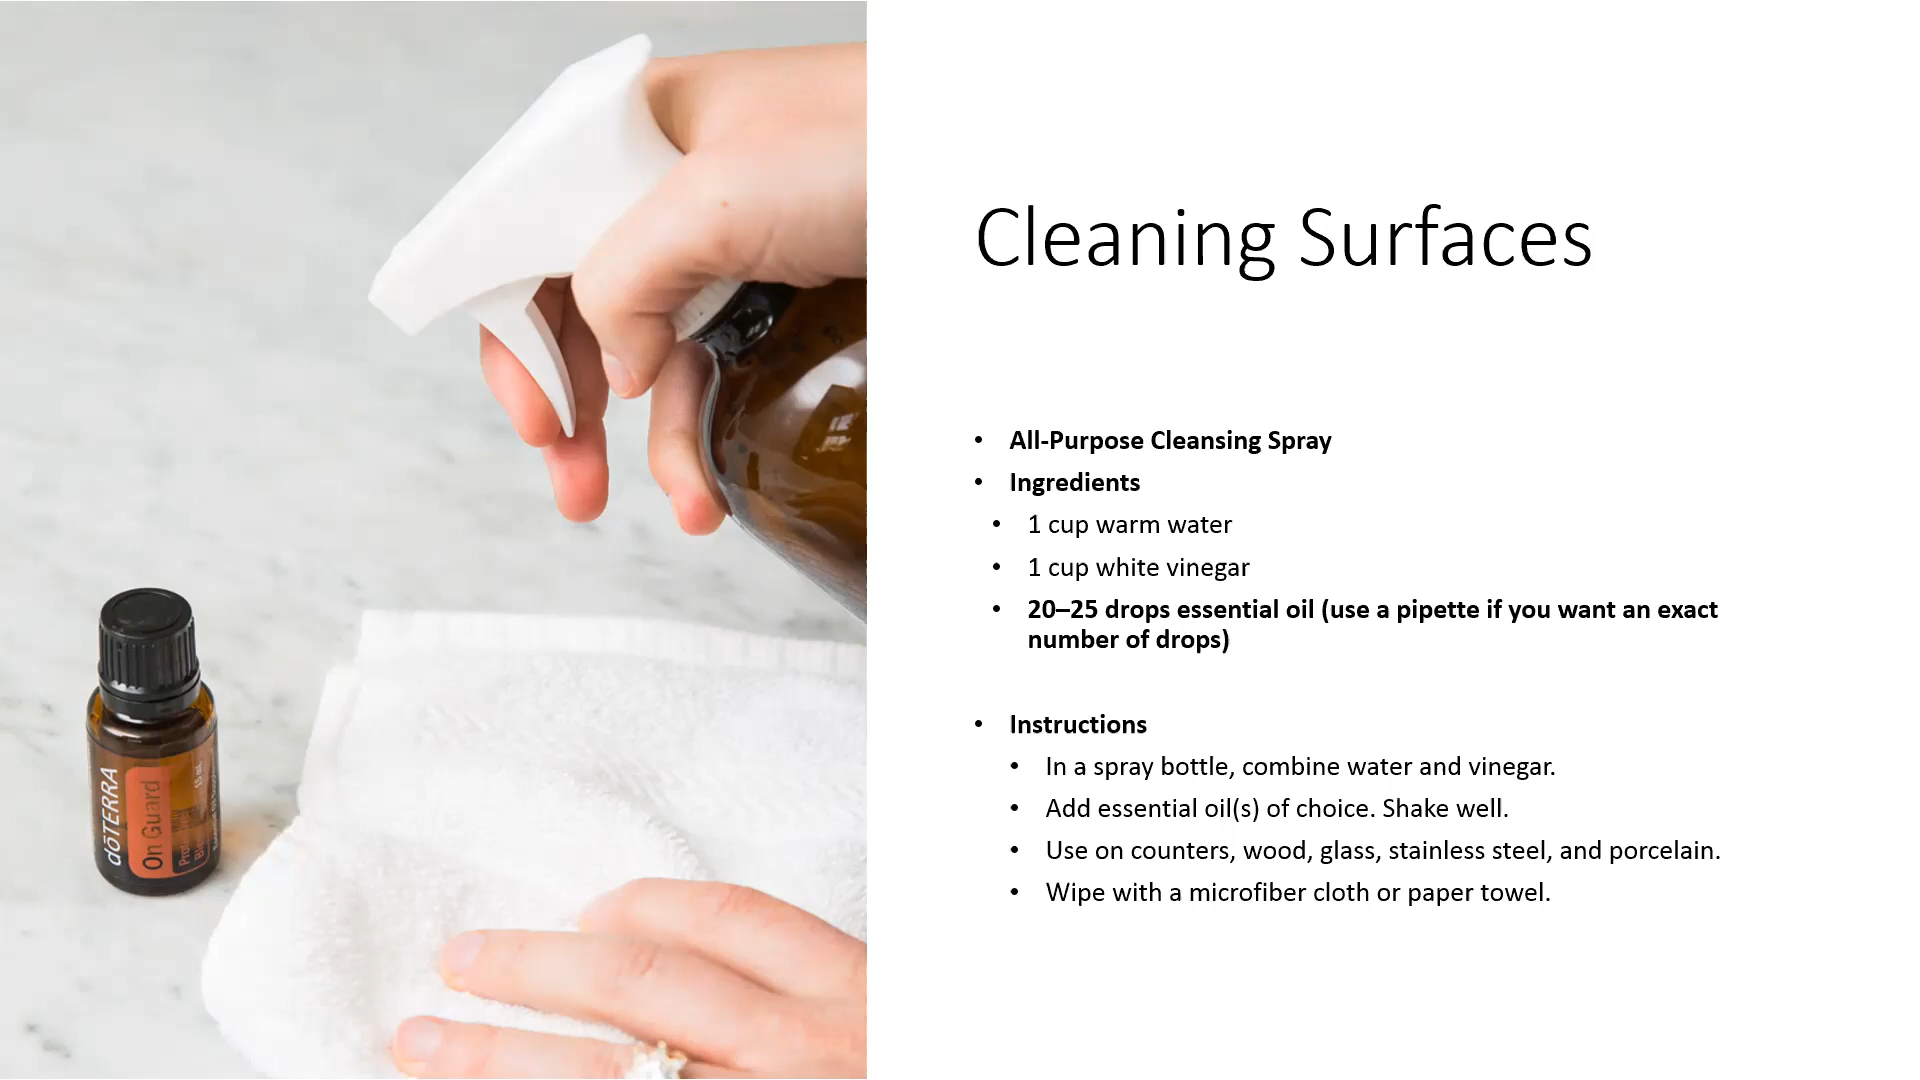 Cleaning Surfaces
• All-Purpose Cleansing Spray
• Ingredients
• 1 cup warm water
• 1 cup white vinegar
• 20–25 drops essential oil (use a pipette if you want an exact
number of drops)
• Instructions
• In a spray bottle, combine water and vinegar.
• Add essential oil(s) of choice. Shake well.
• Use on counters, wood, glass, stainless steel, and porcelain.
• Wipe with a microfiber cloth or paper towel.
dōTERRA
On Guard
15 mL